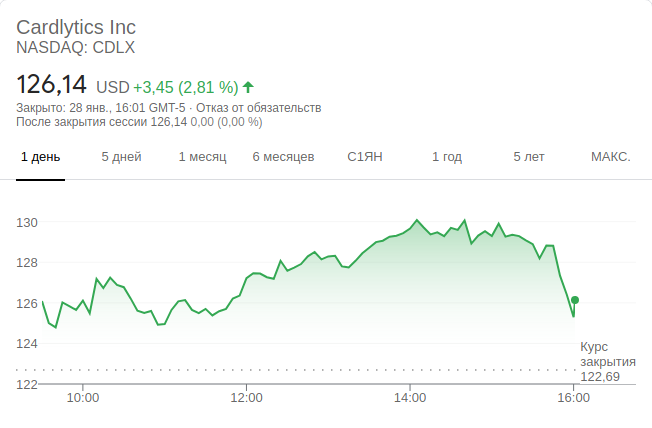 Cardlytics Inc
NASDAQ: CDLX
126,14 USD +3,45 (2,81 %)
Закрыто: 28 янв., 16:01 GMT-5 · Отказ от обязательств
После закрытия сессии 126,14 0,00 (0,00 %)
1 день 5 дней 1 месяц 6 месяцев С1ЯН 1 год 5 лет МАКС.
130
128
126
124
Курс
закрытия
122,69
122
10:00 12:00 14:00 16:00